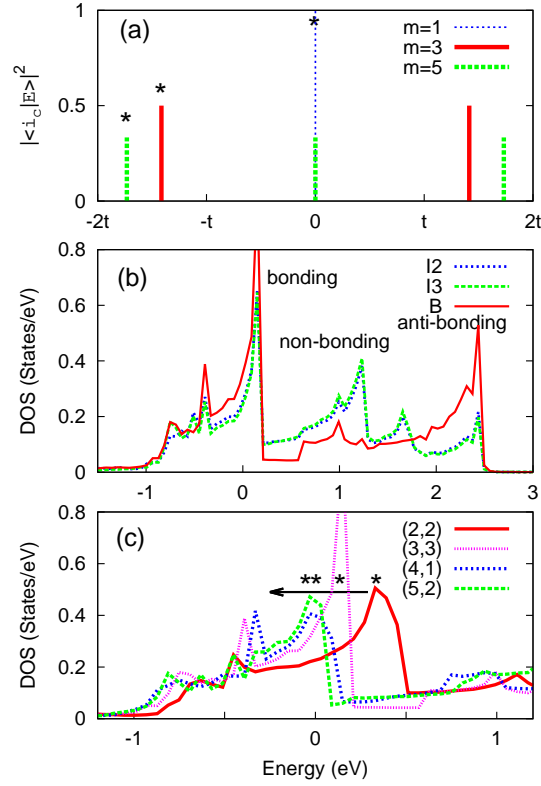 (a)
*
m=1
m=3
m=5
*
*
|<i_c|E>|^2
1
0.5
0
-2t
-t
0
t
2t
(b)
bonding
non-bonding
anti-bonding
I2
I3
B
DOS (States/eV)
0.8
0.6
0.4
0.2
0
-1
0
1
2
3
(c)
(2,2)
(3,3)
(4,1)
(5,2)
** * *
DOS (States/eV)
0.8
0.6
0.4
0.2
0
-1
0
1
Energy (eV)